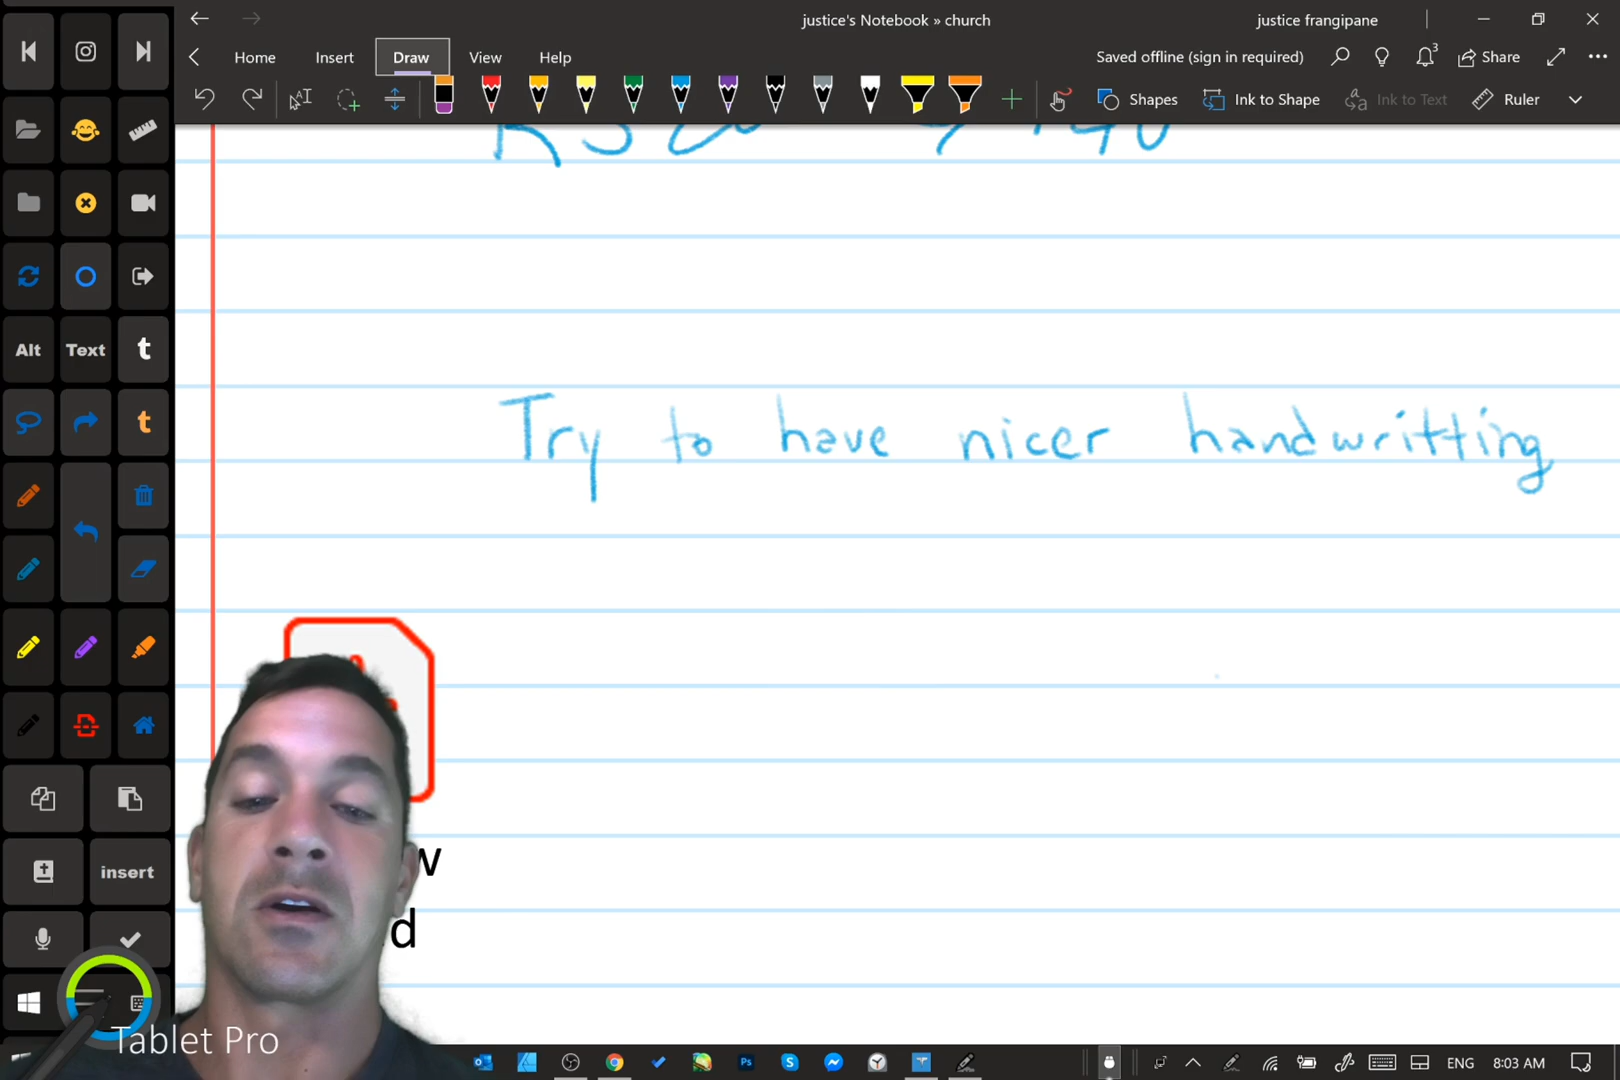 justice's Notebook » church
justice frangipane
Home
Insert
Draw
View
Help
Saved offline (sign in required)
3
Share
Shapes
Ink to Shape
Ink to Text
Ruler
Alt
Text
t
t
Try to have nicer handwritting
insert
w
d
Tablet Pro
Ps
ENG
8:03 AM